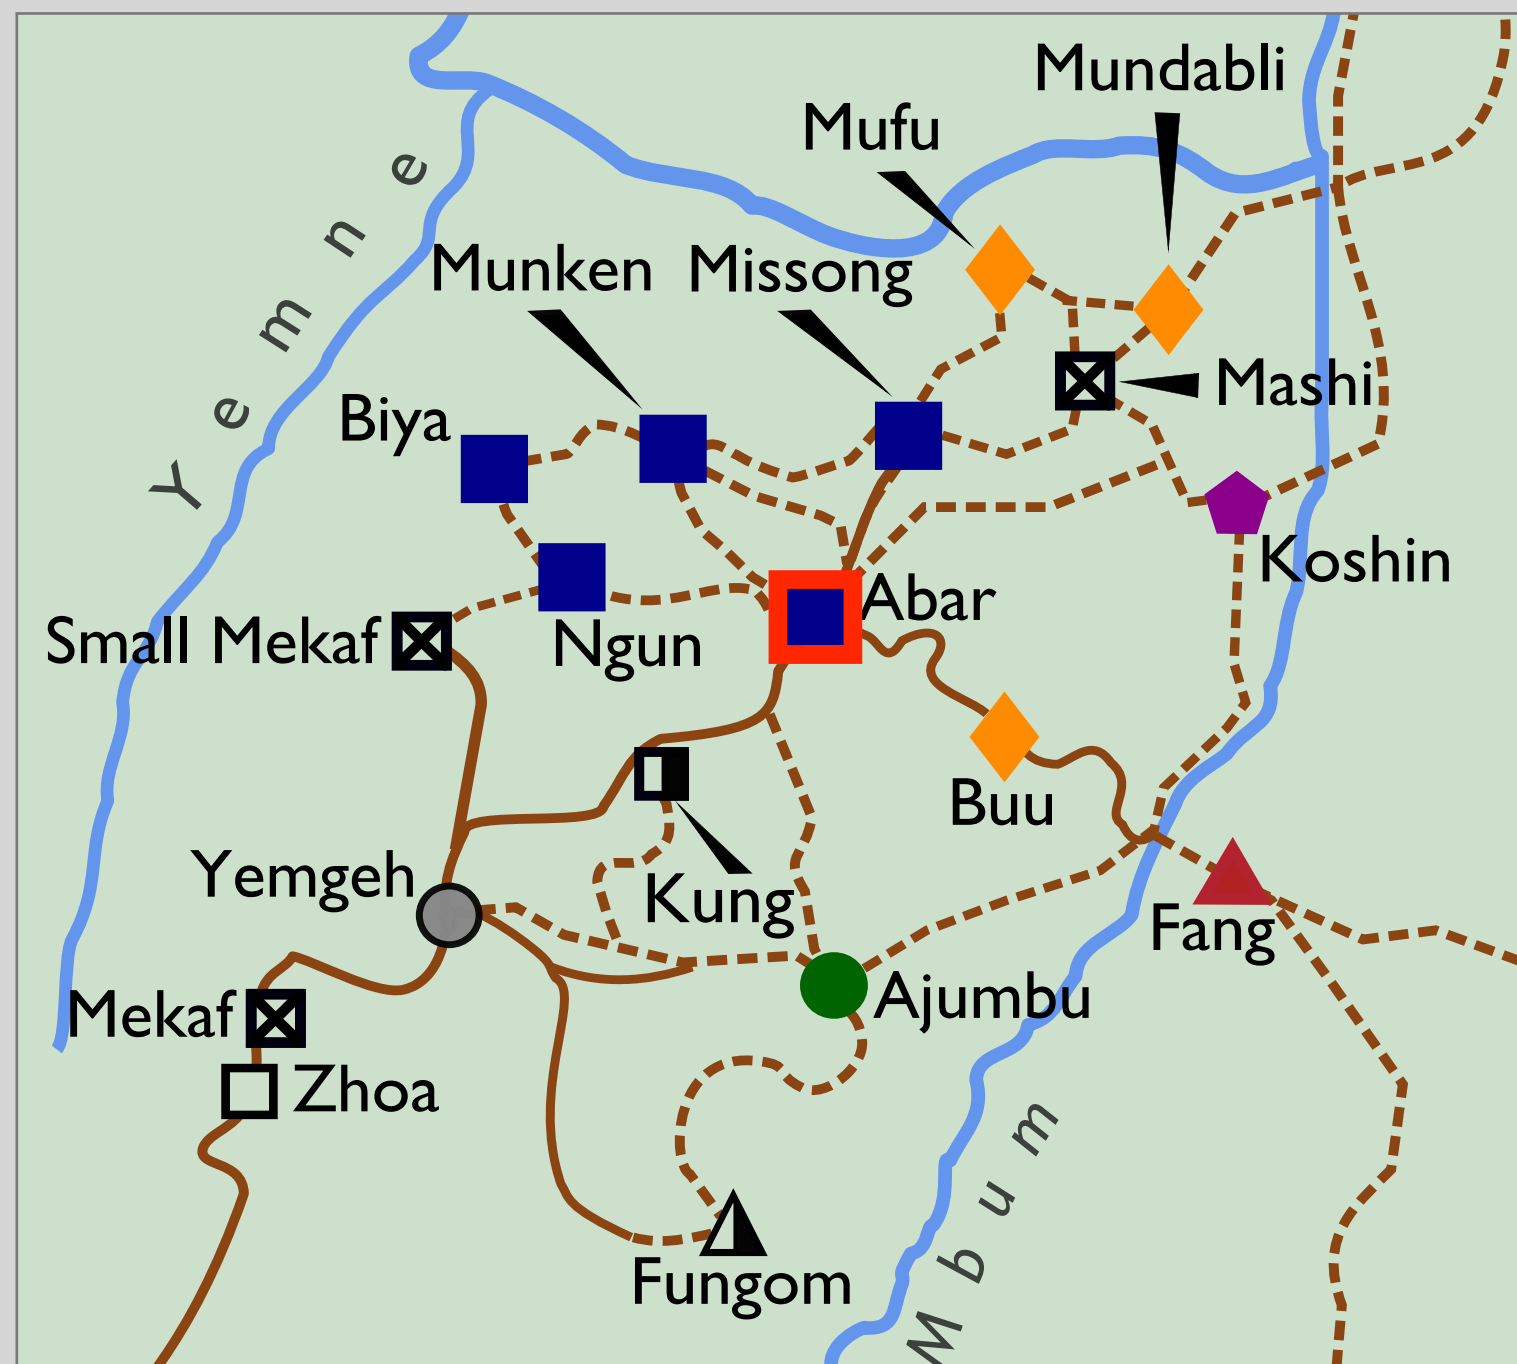 Mundabli
Mufu
Munken
Missong
Mashi
Biya
Yemne
Koshin
Abar
Small Mekaf
Ngun
Buu
Yemgeh
Kung
Fang
Mekaf
Ajumbu
Zhoa
Mbum
Fungom